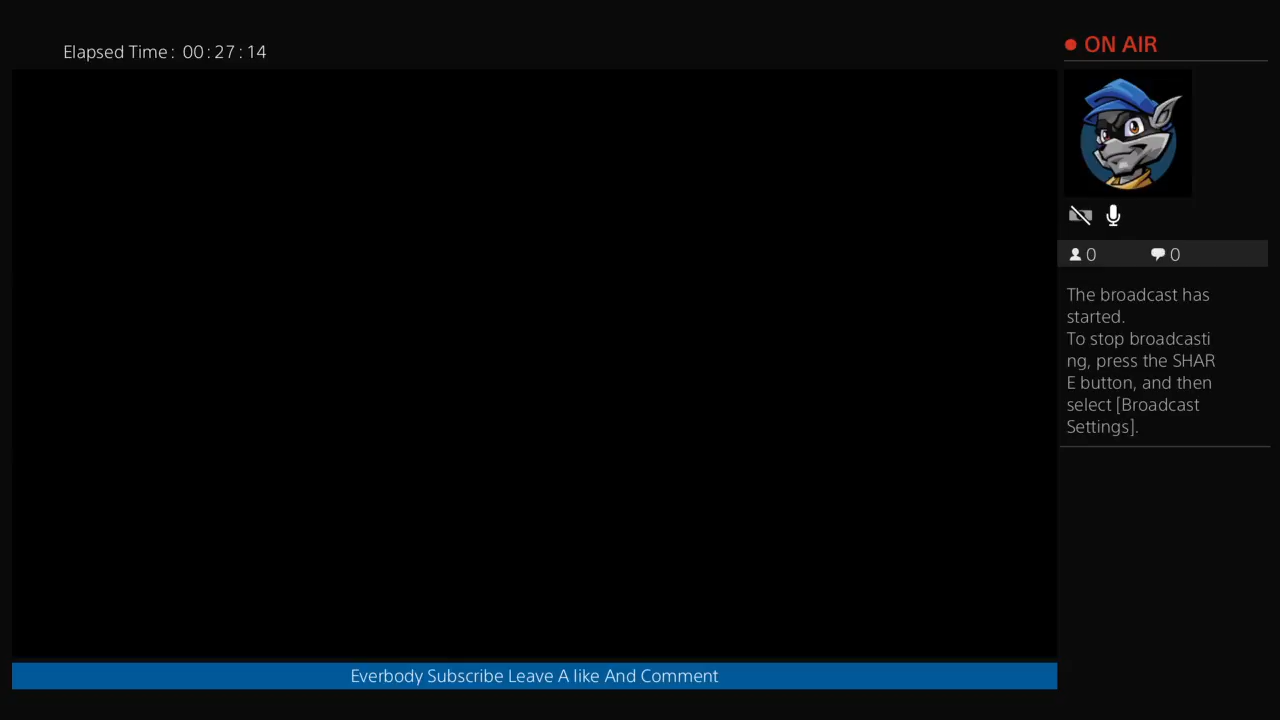 Elapsed Time: 00:27:14
ON AIR
0 0
The broadcast has
started.
To stop broadcasti
ng, press the SHAR
E button, and then
select [Broadcast
Settings].
Everbody Subscribe Leave A like And Comment